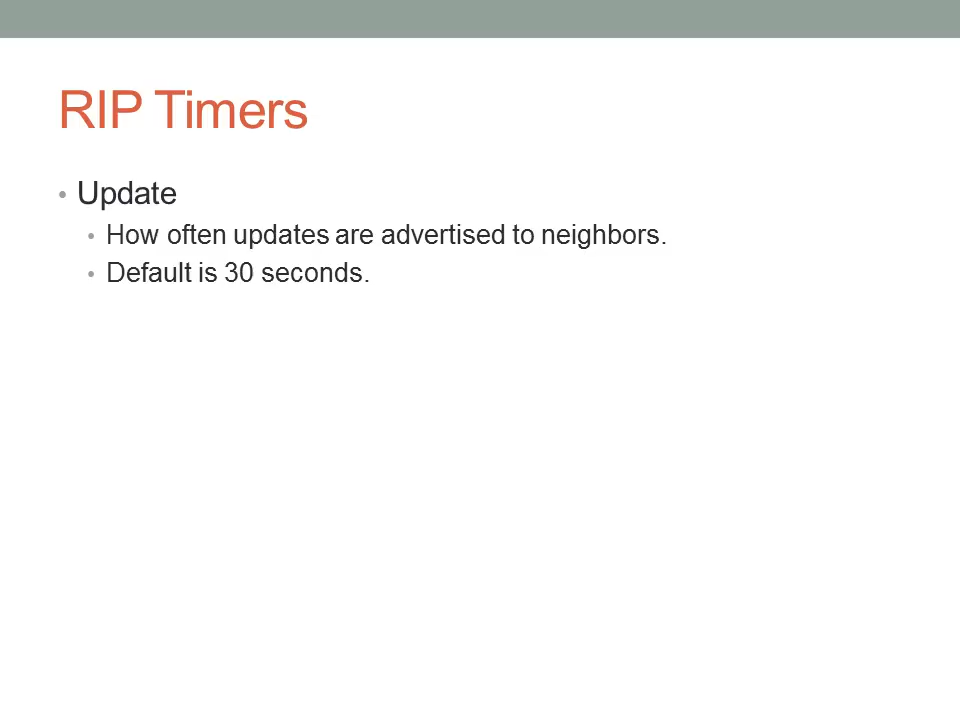 RIP Timers
• Update
• How often updates are advertised to neighbors.
• Default is 30 seconds.